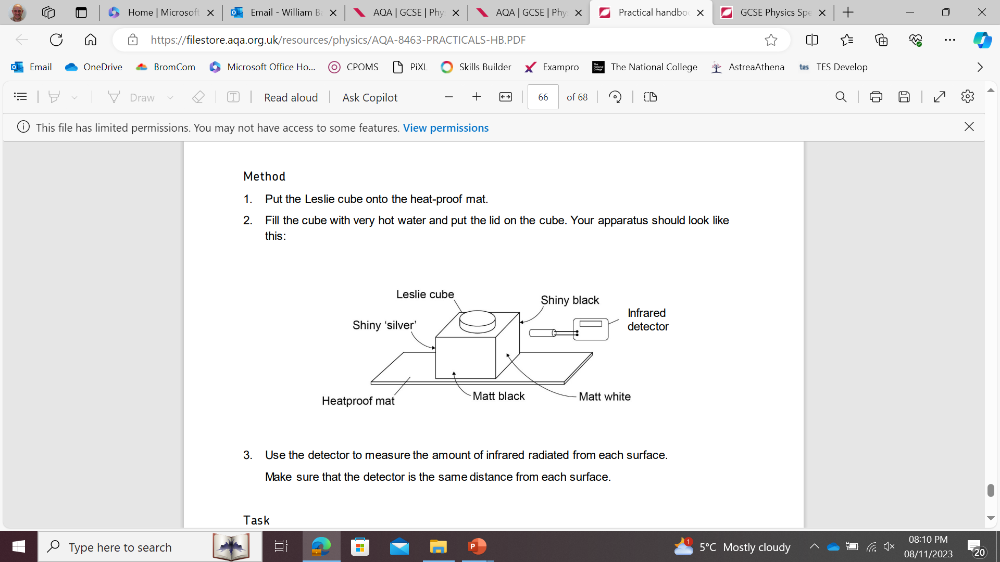 Home | Microsoft
Email - William Ba
AQA | GCSE | Phy
AQA | GCSE | Phy
Practical handboo
GCSE Physics Spe
https://filestore.aqa.org.uk/resources/physics/AQA-8463-PRACTICALS-HB.PDF
Email
OneDrive
BromCom
Microsoft Office Ho...
CPOMS
PiXL
Skills Builder
Exampro
The National College
The National College
AstreaAthena
tes
TES Develop
Draw
Read aloud
Ask Copilot
66
of 68
This file has limited permissions. You may not have access to some features. View permissions
Method
1. Put the Leslie cube onto the heat-proof mat.
2. Fill the cube with very hot water and put the lid on the cube. Your apparatus should look like
this:
Leslie cube
Shiny black
Infrared
detector
Shiny ‘silver’
Heatproof mat
Matt black
Matt white
3. Use the detector to measure the amount of infrared radiated from each surface.
Make sure that the detector is the same distance from each surface.
Task
Type here to search
P
1
5°C Mostly cloudy
08:10 PM
08/11/2023
20